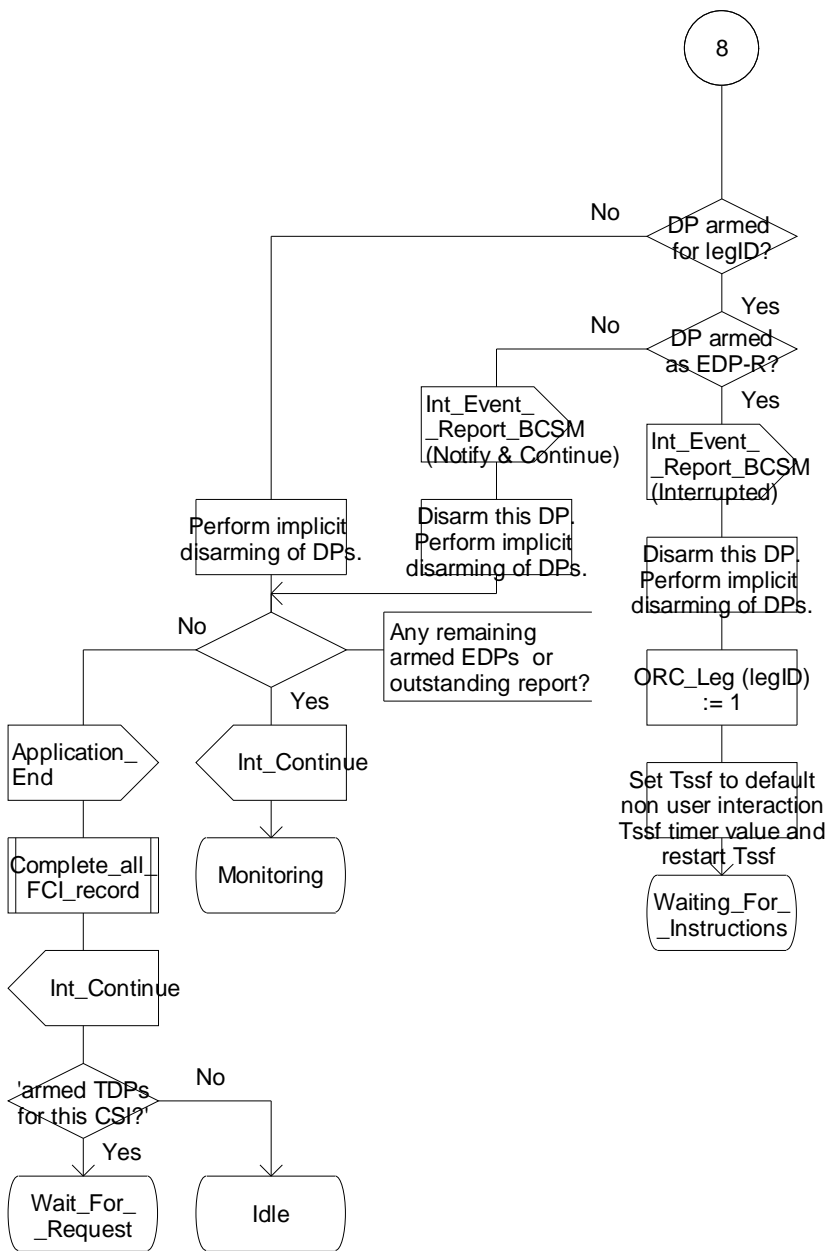 8
No
DP armed
for legID?
Yes
No
DP armed
as EDP-R?
Yes
Int_Event_
_Report_BCSM
(Notify & Continue)
Int_Event_
_Report_BCSM
(Interrupted)
Perform implicit
disarming of DPs.
Disarm this DP.
Perform implicit
disarming of DPs.
Disarm this DP.
Perform implicit
disarming of DPs.
No
Any remaining
armed EDPs or
outstanding report?
Yes
ORC_Leg (legID)
:= 1
Application_
End
Int_Continue
Set Tssf to default
non user interaction
Tssf timer value and
restart Tssf
Complete_all_
FCI_record
Monitoring
Waiting_For_
_Instructions
Int_Continue
'armed TDPs
for this CSI?'
No
Yes
Wait_For_
_Request
Idle